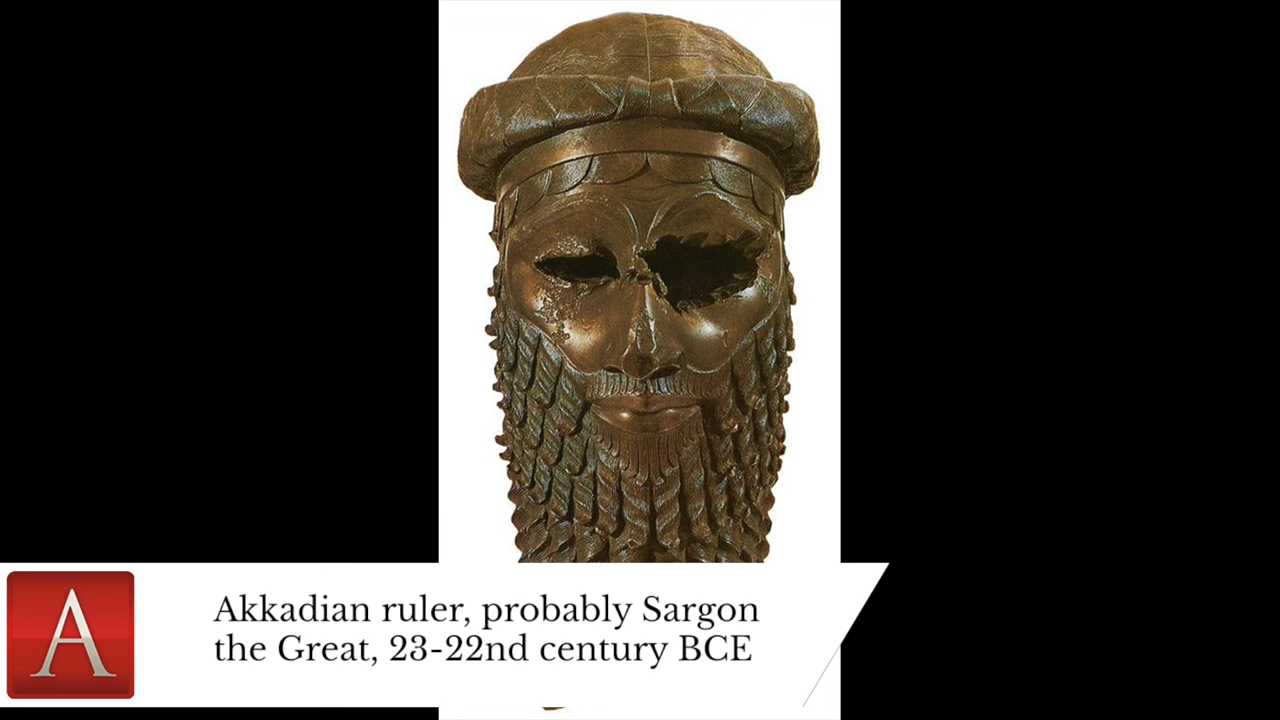 A
Akkadian ruler, probably Sargon
the Great, 23-22nd century BCE